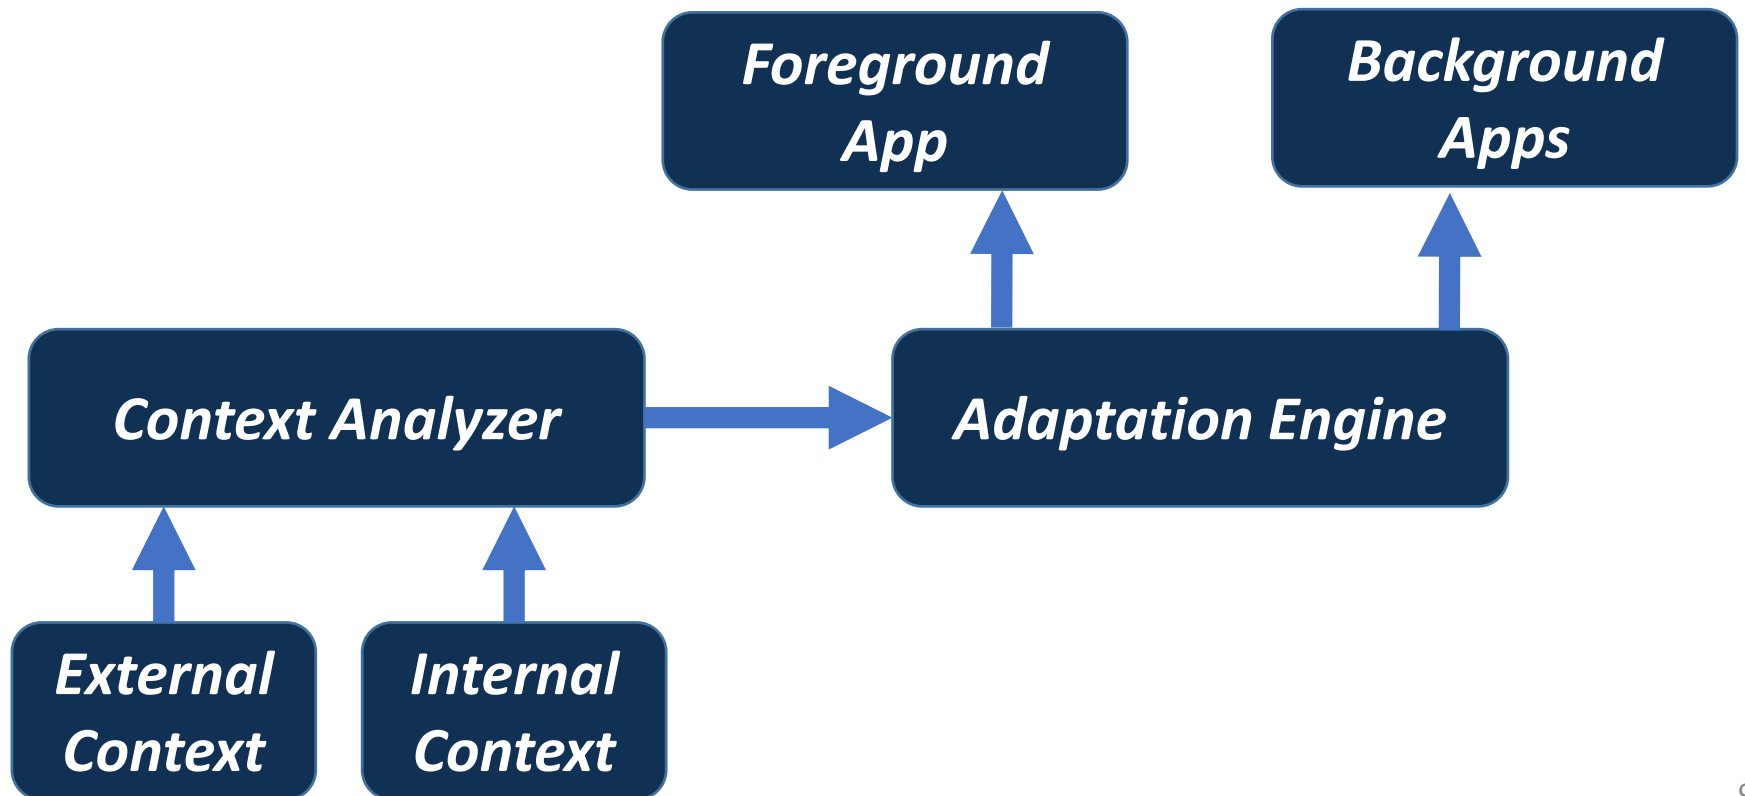 Foreground
App
Background
Apps
Context Analyzer
Adaptation Engine
External
Context
Internal
Context